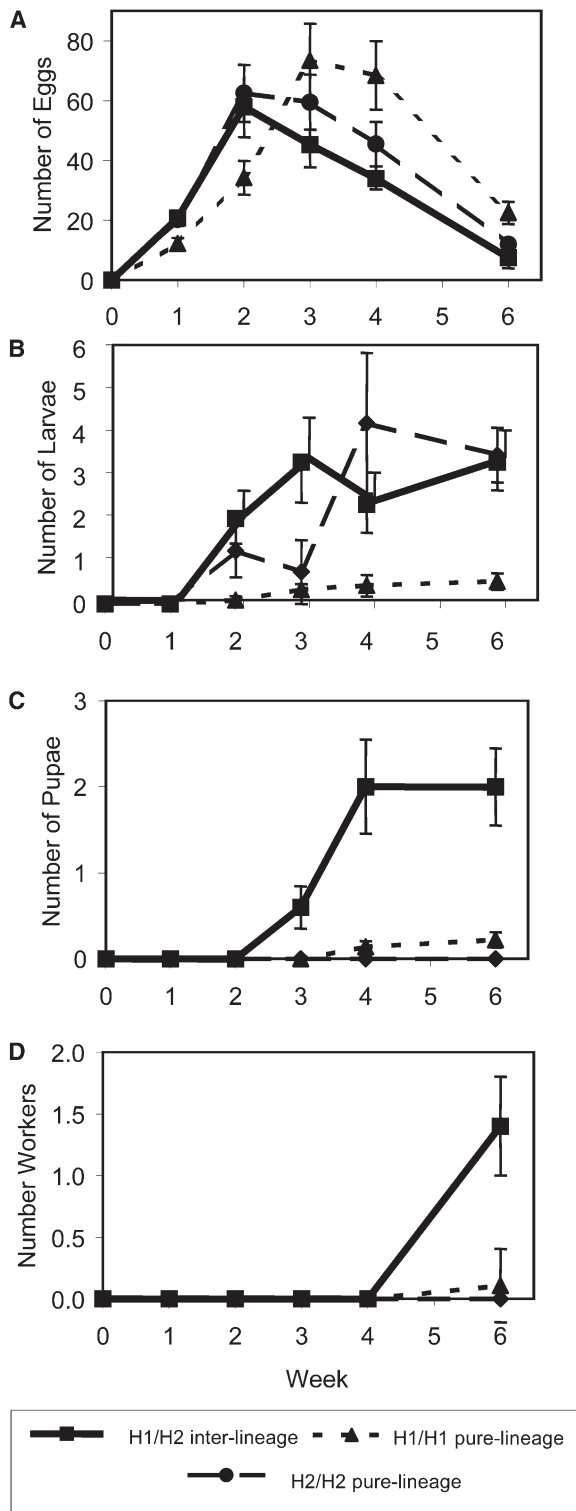 A
Number of Eggs
80
60
40
20
0
0 1 2 3 4 6
B
Number of Larvae
6
5
4
3
2
1
0
0 1 2 3 4 6
C
Number of Pupae
3
2
1
0
0 1 2 3 4 5 6
D
Number Workers
2.0
1.5
1.0
0.5
0.0
0 1 2 3 4 5 6
Week
H1/H2 inter-lineage H1/H1 pure-lineage
H2/H2 pure-lineage